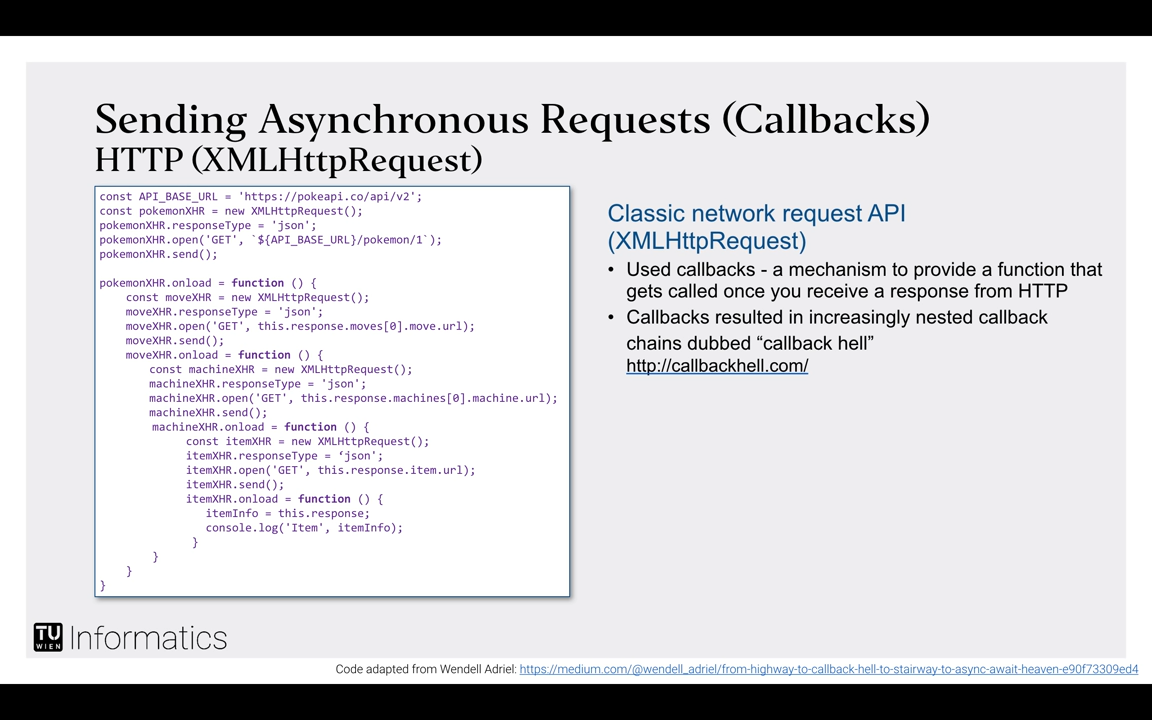 Sending Asynchronous Requests (Callbacks)
HTTP (XMLHttpRequest)
const API_BASE_URL = 'https://pokeapi.co/api/v2';
const pokemonXHR = new XMLHttpRequest();
pokemonXHR.responseType = 'json';
pokemonXHR.open('GET', `${API_BASE_URL}/pokemon/1`);
pokemonXHR.send();
pokemonXHR.onload = function () {
const moveXHR = new XMLHttpRequest();
moveXHR.responseType = 'json';
moveXHR.open('GET', this.response.moves[0].move.url);
moveXHR.send();
moveXHR.onload = function () {
const machineXHR = new XMLHttpRequest();
machineXHR.responseType = 'json';
machineXHR.open('GET', this.response.machines[0].machine.url);
machineXHR.send();
machineXHR.onload = function () {
const itemXHR = new XMLHttpRequest();
itemXHR.responseType = ‘json';
itemXHR.open('GET', this.response.item.url);
itemXHR.send();
itemXHR.onload = function () {
itemInfo = this.response;
console.log('Item', itemInfo);
}
}
}
}
Classic network request API
(XMLHttpRequest)
• Used callbacks - a mechanism to provide a function that
gets called once you receive a response from HTTP
• Callbacks resulted in increasingly nested callback
chains dubbed “callback hell”
http://callbackhell.com/
TU
WIEN
Informatics
Code adapted from Wendell Adriel: https://medium.com/@wendell_adriel/from-highway-to-callback-hell-to-stairway-to-async-await-heaven-e90f73309ed4